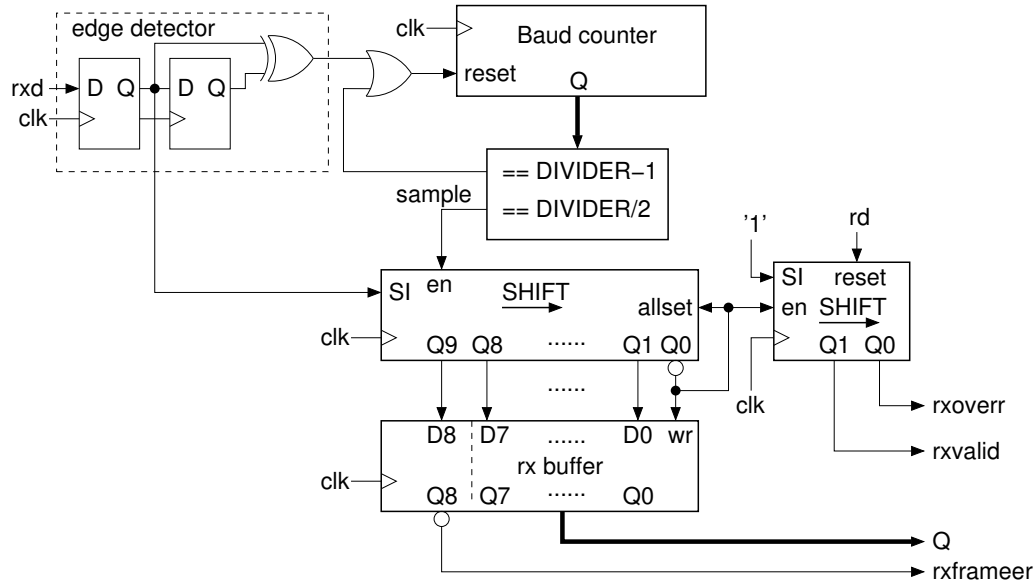 edge detector
clk
Baud counter
reset
Q
rxd
D Q
D Q
clk
== DIVIDER−1
== DIVIDER/2
sample
'1'
rd
en
SI
SHIFT
allset
clk
Q9 Q8 ...... Q1 Q0
SI
reset
en
SHIFT
Q1 Q0
clk
......
rxoverr
rxvalid
D8 D7 ...... D0 wr
rx buffer
clk
Q8 Q7 ...... Q0
Q
rxframeer